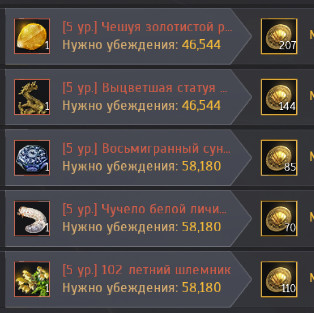 [5 ур.] Чешуя золотистой р...
Нужно убеждения: 46,544
1
207
[5 ур.] Выцветшая статуя ...
Нужно убеждения: 46,544
1
144
[5 ур.] Восьмигранный сун...
Нужно убеждения: 58,180
1
85
[5 ур.] Чучело белой личи...
Нужно убеждения: 58,180
1
70
[5 ур.] 102-летний шлемник
Нужно убеждения: 58,180
110